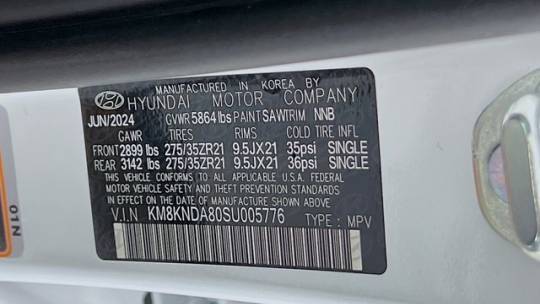 MANUFACTURED IN KOREA BY
HYUNDAI MOTOR COMPANY
JUN/2024 GVWR 5864 lbs PAINT SAW TRIM NNB
GAWR TIRES RIMS COLD TIRE INFL
FRONT 2899 lbs 275/35ZR21 9.5JX21 35psi SINGLE
REAR 3142 lbs 275/35ZR21 9.5JX21 36psi SINGLE
THIS VEHICLE CONFORMS TO ALL APPLICABLE U.S.A. FEDERAL
MOTOR VEHICLE SAFETY, BUMPER, AND THEFT PREVENTION STANDARDS
IN EFFECT ON THE DATE OF MANUFACTURE SHOWN ABOVE.
V.I.N KM8KNDA80SU005776 TYPE : MPV
01N